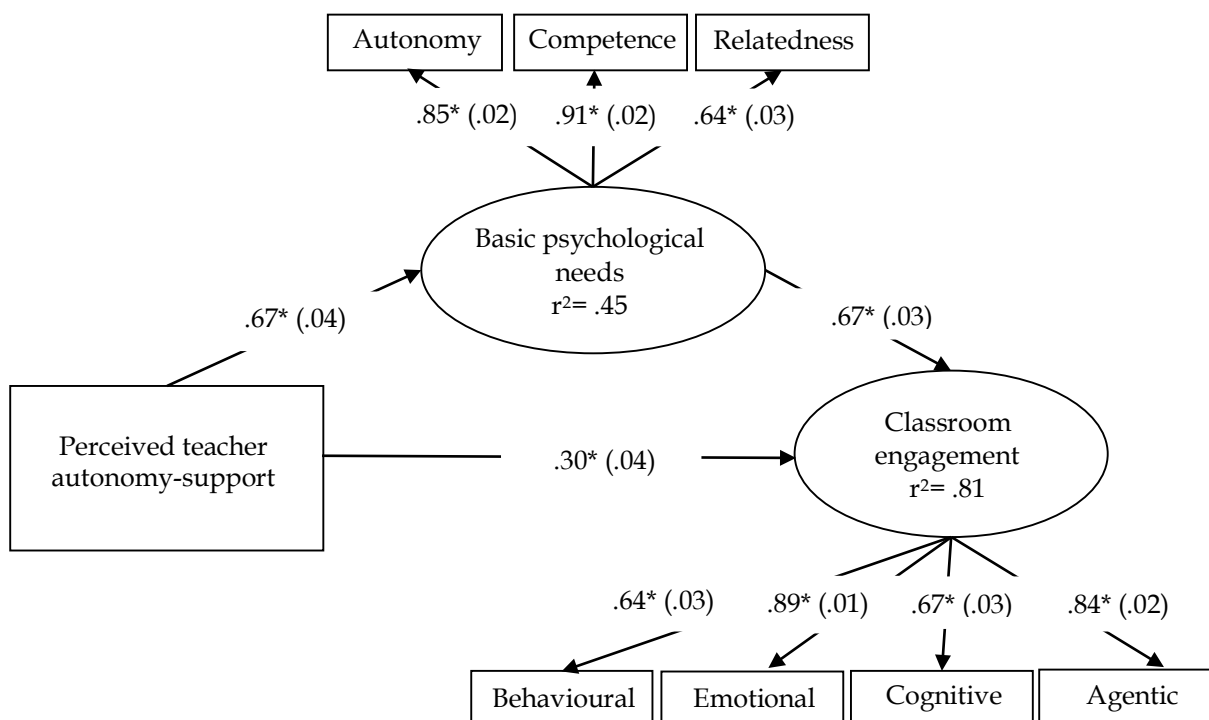 Autonomy
Competence
Relatedness
.85* (.02)
.91* (.02)
.64* (.03)
Basic psychological
needs
r²= .45
.67* (.04)
.67* (.03)
Perceived teacher
autonomy-support
.30* (.04)
Classroom
engagement
r²= .81
.64* (.03)
.89* (.01)
.67* (.03)
.84* (.02)
Behavioural
Emotional
Cognitive
Agentic